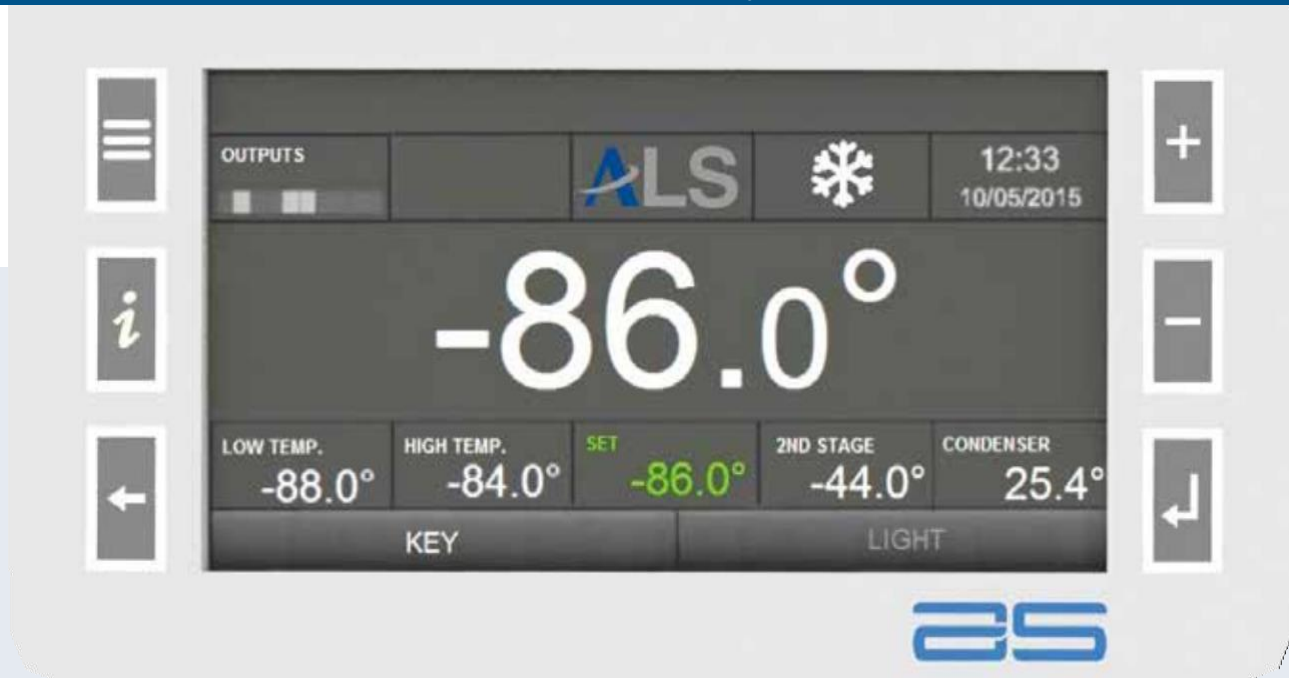 OUTPUTS
ALS
12:33
10/05/2015
+
i
-86.0°
−
LOW TEMP.
-88.0°
HIGH TEMP.
-84.0°
SET
-86.0°
2ND STAGE
-44.0°
CONDENSER
25.4°
KEY
LIGHT
as